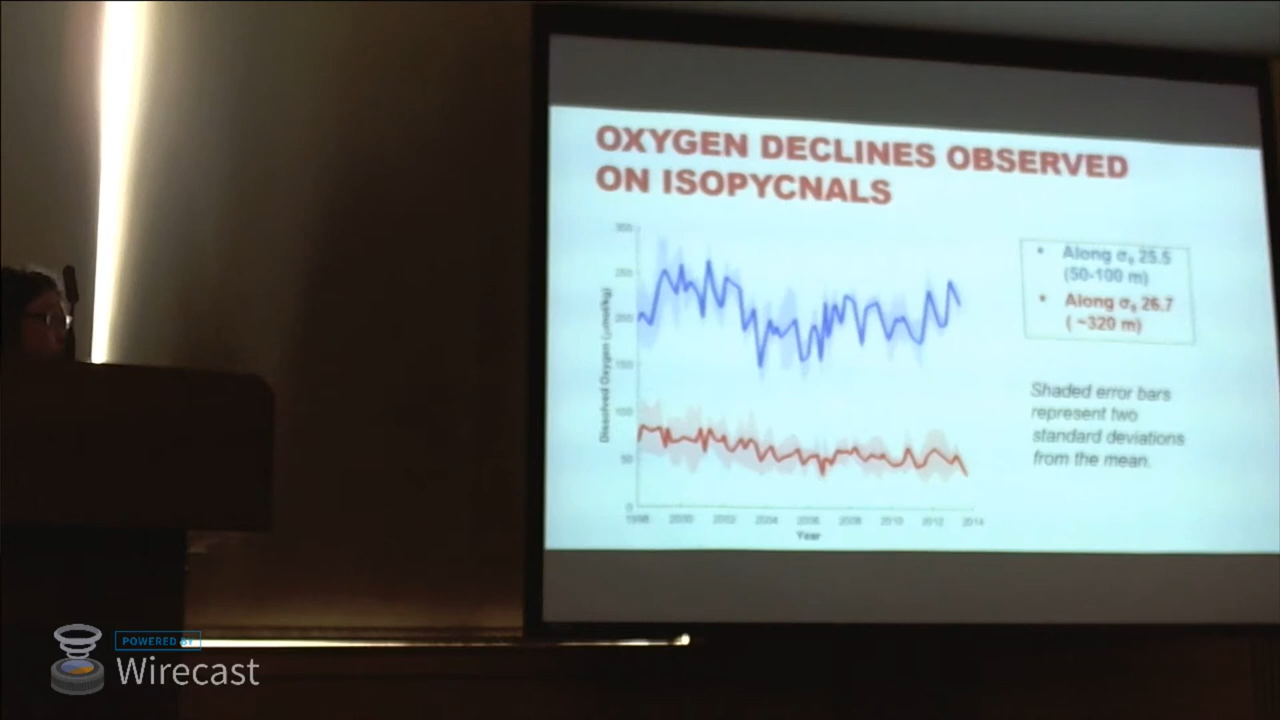 OXYGEN DECLINES OBSERVED
ON ISOPYCNALS
• Along σθ 25.5
(50-100 m)
• Along σθ 26.7
( ~320 m)
Shaded error bars
represent two
standard deviations
from the mean.
Dissolved Oxygen (μmol/kg)
300
250
200
150
100
50
0
1998 2000 2002 2004 2006 2008 2010 2012 2014
Year
POWERED BY
Wirecast